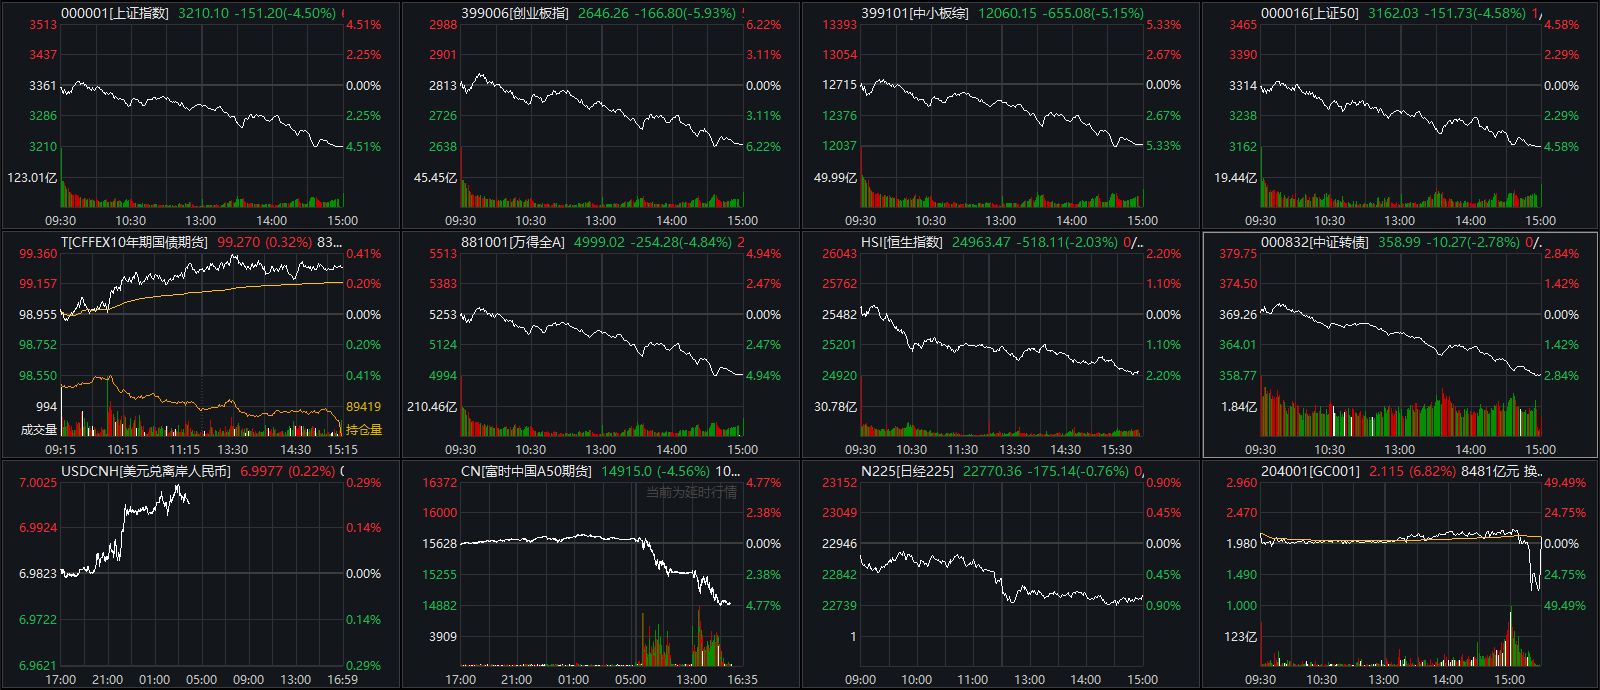 000001[上证指数] 3210.10 -151.20(-4.50%)
3513 4.51%
3437 2.25%
3361 0.00%
3286 2.25%
3210 4.51%
123.01亿
09:30 10:30 13:00 14:00 15:00
399006[创业板指] 2646.26 -166.80(-5.93%)
2988 6.22%
2901 3.11%
2813 0.00%
2726 3.11%
2638 6.22%
45.45亿
09:30 10:30 13:00 14:00 15:00
399101[中小板综] 12060.15 -655.08(-5.15%)
13393 5.33%
13054 2.67%
12715 0.00%
12376 2.67%
12037 5.33%
49.99亿
09:30 10:30 13:00 14:00 15:00
000016[上证50] 3162.03 -151.73(-4.58%) 1/
3465 4.58%
3390 2.29%
3314 0.00%
3238 2.29%
3162 4.58%
19.44亿
09:30 10:30 13:00 14:00 15:00
T[CFFEX10年期国债期货] 99.270 (0.32%) 83...
99.360 0.41%
99.157 0.20%
98.955 0.00%
98.752 0.20%
98.550 0.41%
994 89419
成交量 持仓量
09:15 10:15 11:15 13:30 14:30 15:15
881001[万得全A] 4999.02 -254.28(-4.84%) 2
5513 4.94%
5383 2.47%
5253 0.00%
5124 2.47%
4994 4.94%
210.46亿
09:30 10:30 13:00 14:00 15:00
HSI[恒生指数] 24963.47 -518.11(-2.03%) 0/..
26043 2.20%
25762 1.10%
25482 0.00%
25201 1.10%
24920 2.20%
30.78亿
09:30 10:30 11:30 13:30 14:30 15:30
000832[中证转债] 358.99 -10.27(-2.78%) 0/.
379.75 2.84%
374.50 1.42%
369.26 0.00%
364.01 1.42%
358.77 2.84%
1.84亿
09:30 10:30 13:00 14:00 15:00
USDCNH[美元兑离岸人民币] 6.9977 (0.22%) 0
7.0025 0.29%
6.9924 0.14%
6.9823 0.00%
6.9722 0.14%
6.9621 0.29%
17:00 21:00 01:00 05:00 09:00 13:00 16:59
CN[富时中国A50期货] 14915.0 (-4.56%) 10...
当前为延时行情
16372 4.77%
16000 2.38%
15628 0.00%
15255 2.38%
14882 4.77%
3909
17:00 21:00 01:00 05:00 13:00 16:35
N225[日经225] 22770.36 -175.14(-0.76%) 0
23152 0.90%
23049 0.45%
22946 0.00%
22842 0.45%
22739 0.90%
1
09:00 10:00 11:00 13:00 14:00 15:00
204001[GC001] 2.115 (6.82%) 8481亿元 换..
2.960 49.49%
2.470 24.75%
1.980 0.00%
1.490 24.75%
1.000 49.49%
123亿
09:30 10:30 13:00 14:00 15:00